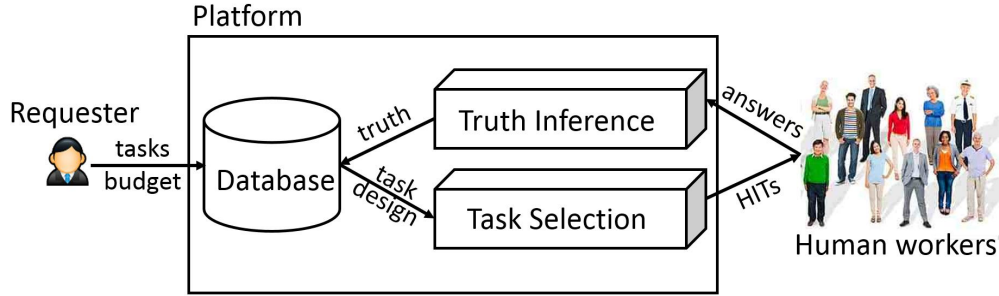 Platform
Requester
tasks
budget
Database
truth
task
design
Truth Inference
Task Selection
answers
HITs
Human workers'